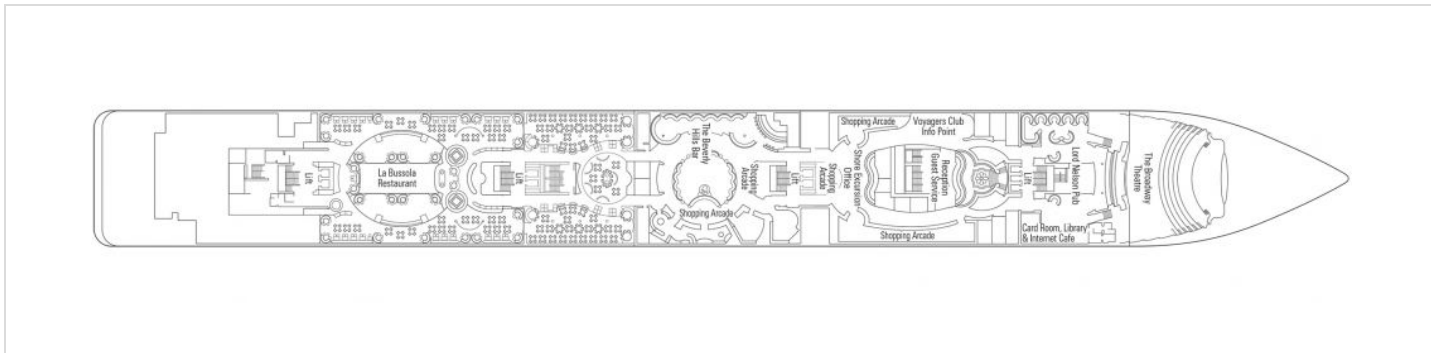 Lift
La Bussola
Restaurant
Lift
The Beverly
Hills Bar
Shopping Arcade
Shopping
Arcade
Lift
Shopping
Arcade
Shore Excursion
Office
Shopping Arcade
Voyagers Club
Info Point
Reception
Guest Service
Shopping Arcade
Lift
Lord Nelson Pub
Card Room, Library
& Internet Cafe
The Broadway
Theatre